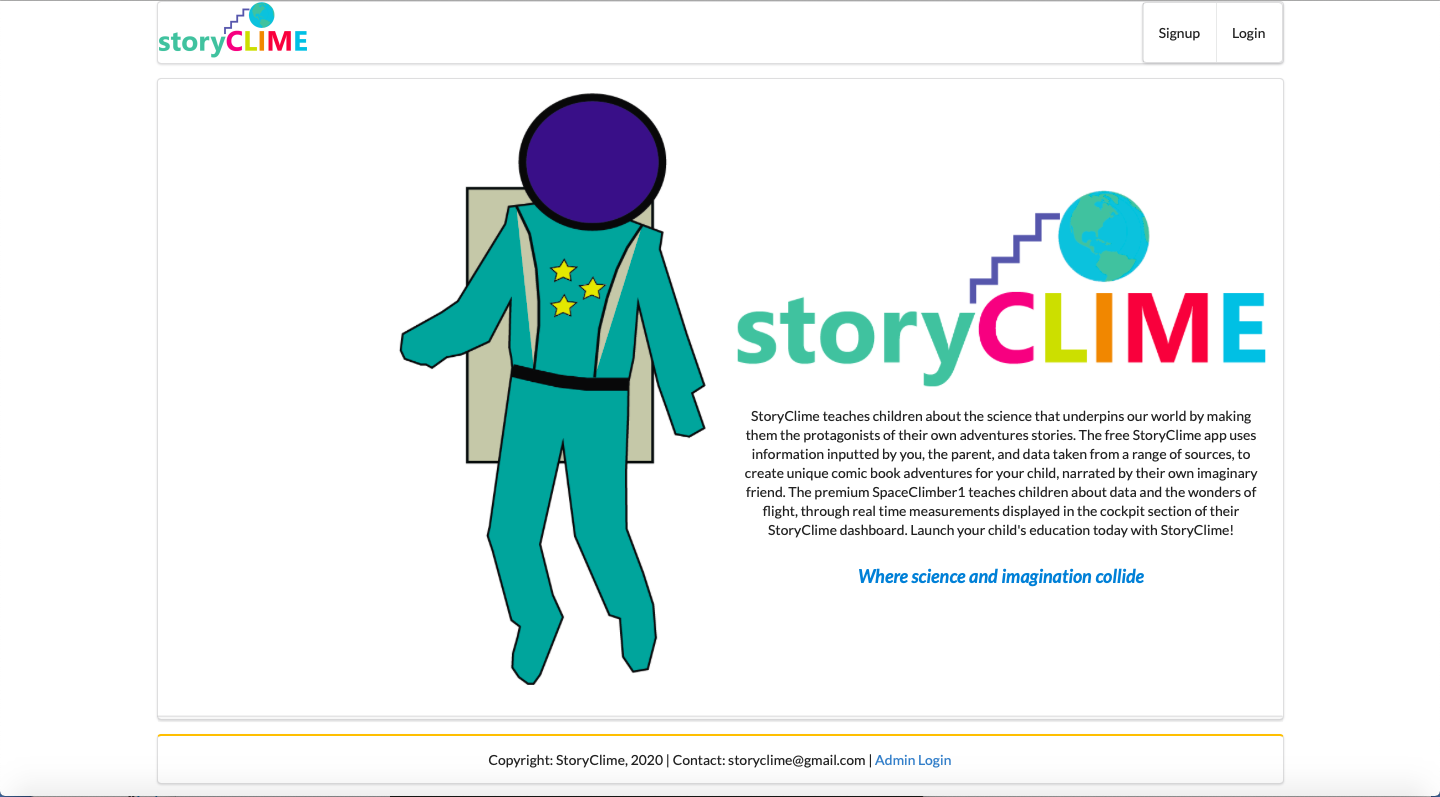 storyCLIME
Signup
Login
storyCLIME
StoryClime teaches children about the science that underpins our world by making
them the protagonists of their own adventures stories. The free StoryClime app uses
information inputted by you, the parent, and data taken from a range of sources, to
create unique comic book adventures for your child, narrated by their own imaginary
friend. The premium SpaceClimber1 teaches children about data and the wonders of
flight, through real time measurements displayed in the cockpit section of their
StoryClime dashboard. Launch your child's education today with StoryClime!
Where science and imagination collide
Copyright: StoryClime, 2020 | Contact: storyclime@gmail.com | Admin Login